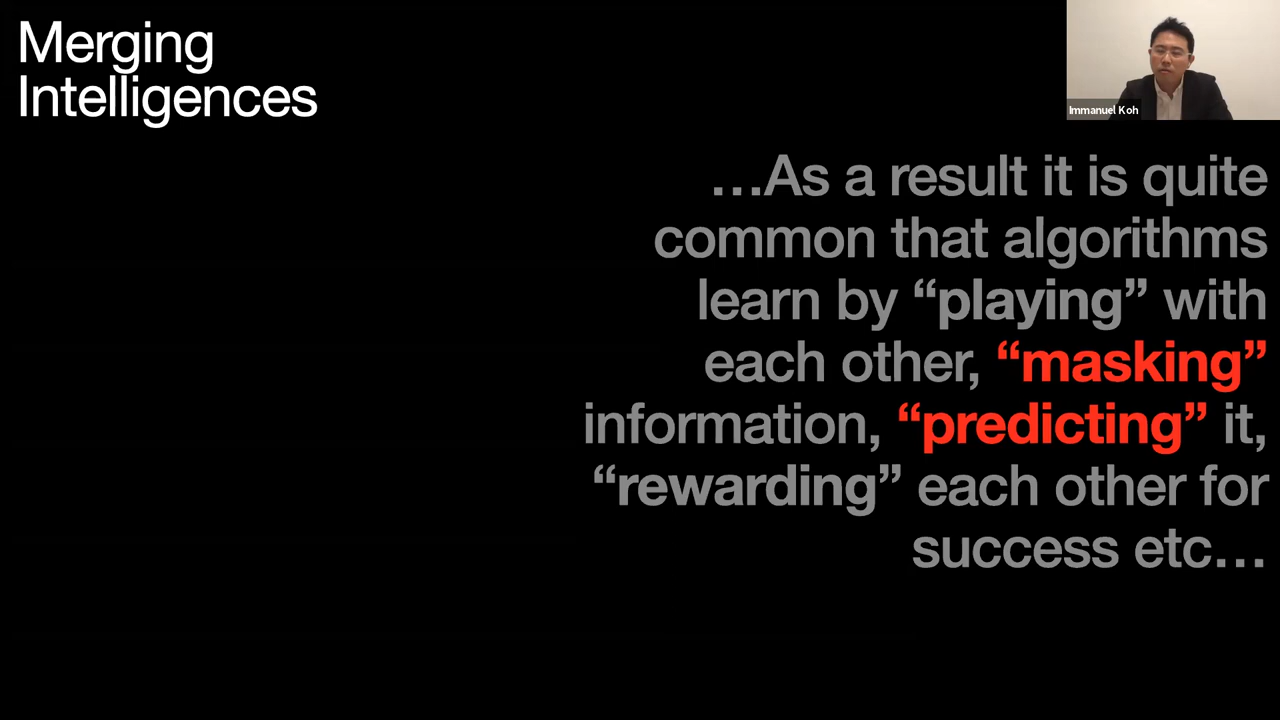 Merging
Intelligences
Immanuel Koh
…As a result it is quite
common that algorithms
learn by “playing” with
each other, “masking”
information, “predicting” it,
“rewarding” each other for
success etc…